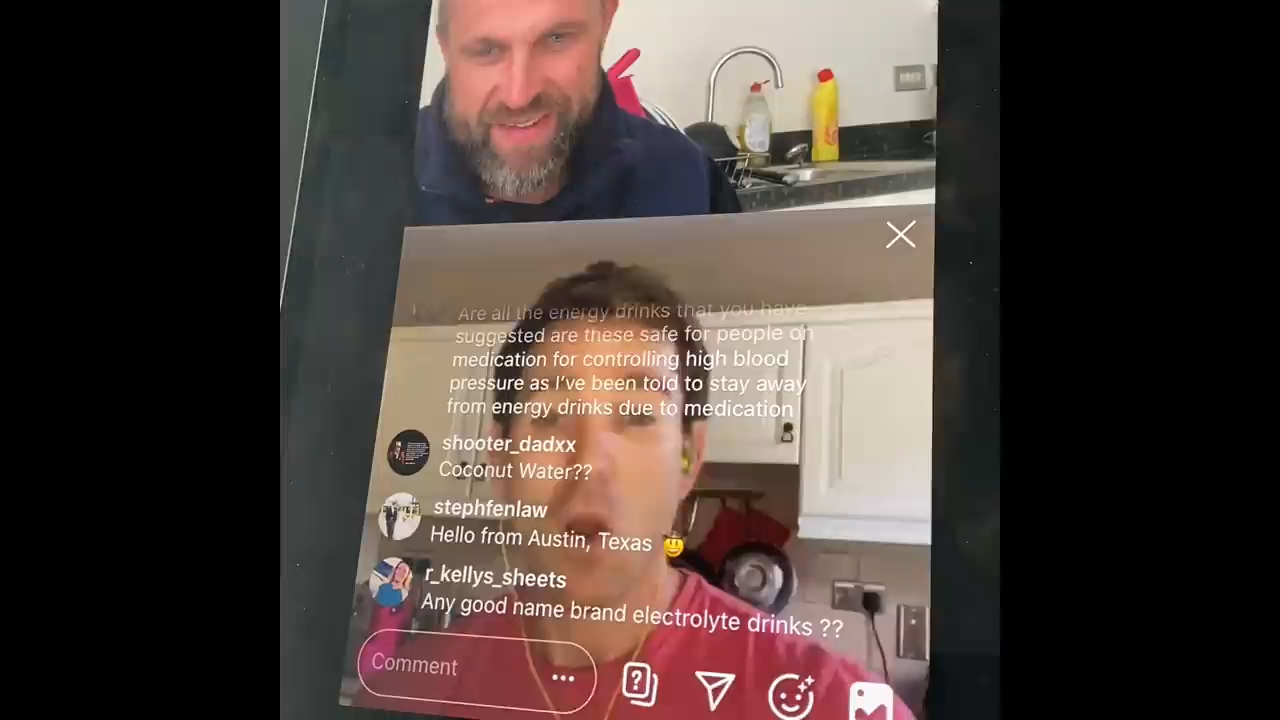 Are all the energy drinks that you have
suggested are these safe for people on
medication for controlling high blood
pressure as I've been told to stay away
from energy drinks due to medication
shooter_dadxx
Coconut Water??
stephfenlaw
Hello from Austin, Texas 🤠
r_kellys_sheets
Any good name brand electrolyte drinks ??
Comment
?